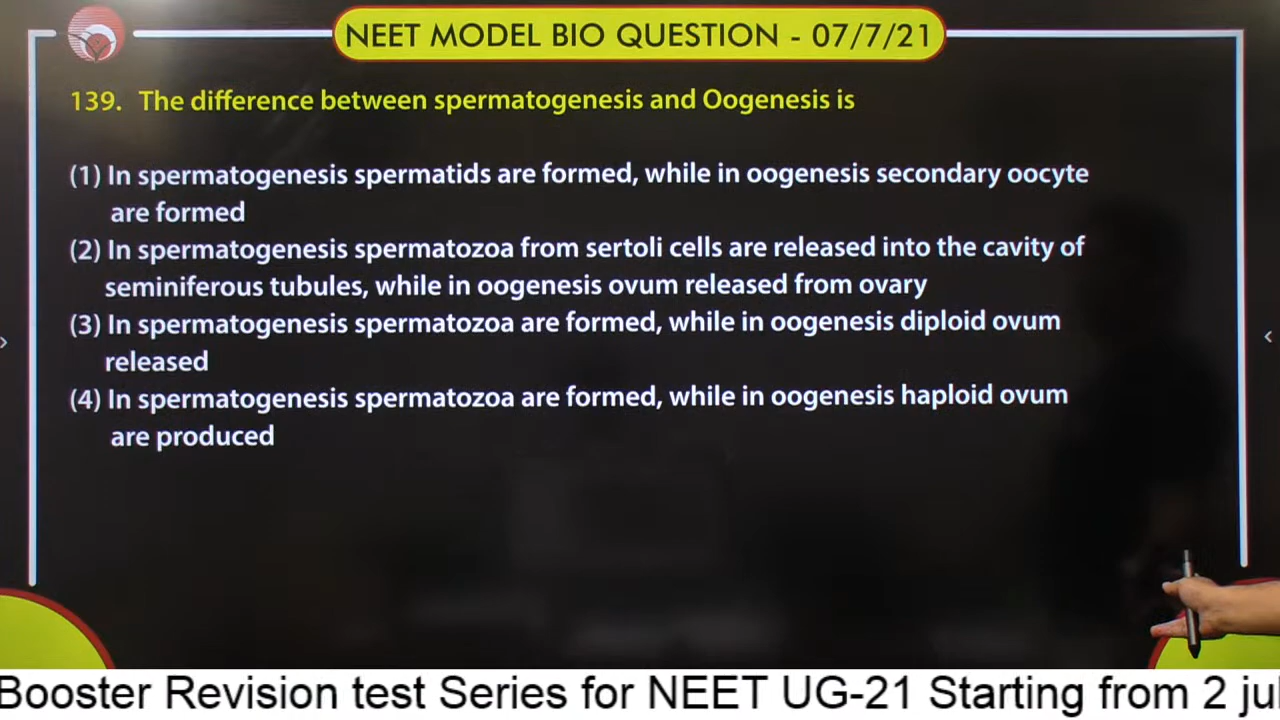 NEET MODEL BIO QUESTION - 07/7/21
139. The difference between spermatogenesis and Oogenesis is
(1) In spermatogenesis spermatids are formed, while in oogenesis secondary oocyte
are formed
(2) In spermatogenesis spermatozoa from sertoli cells are released into the cavity of
seminiferous tubules, while in oogenesis ovum released from ovary
(3) In spermatogenesis spermatozoa are formed, while in oogenesis diploid ovum
released
(4) In spermatogenesis spermatozoa are formed, while in oogenesis haploid ovum
are produced
Booster Revision test Series for NEET UG-21 Starting from 2 jul